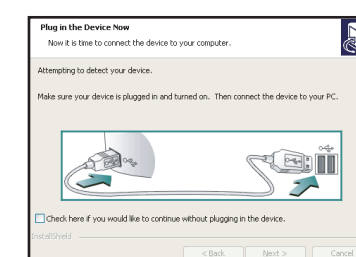 Plug in the Device Now
Now it is time to connect the device to your computer.
Attempting to detect your device.
Make sure your device is plugged in and turned on. Then connect the device to your PC.
Check here if you would like to continue without plugging in the device.
InstallShield
< Back Next > Cancel